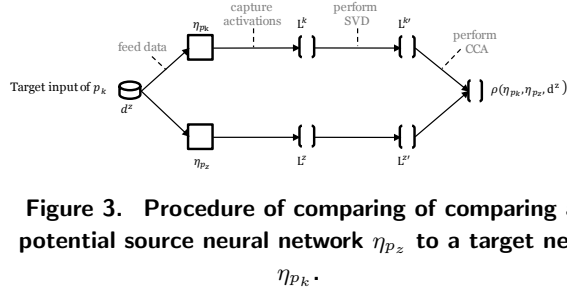 η_{p_k}
capture
activations
L^k
perform
SVD
L^{k'}
perform
CCA
feed data
Target input of p_k
d^z
ρ(η_{p_k}, η_{p_z}, d^z)
η_{p_z}
L^z
L^{z'}
Figure 3. Procedure of comparing of comparing
potential source neural network η_{p_z} to a target
η_{p_k}.